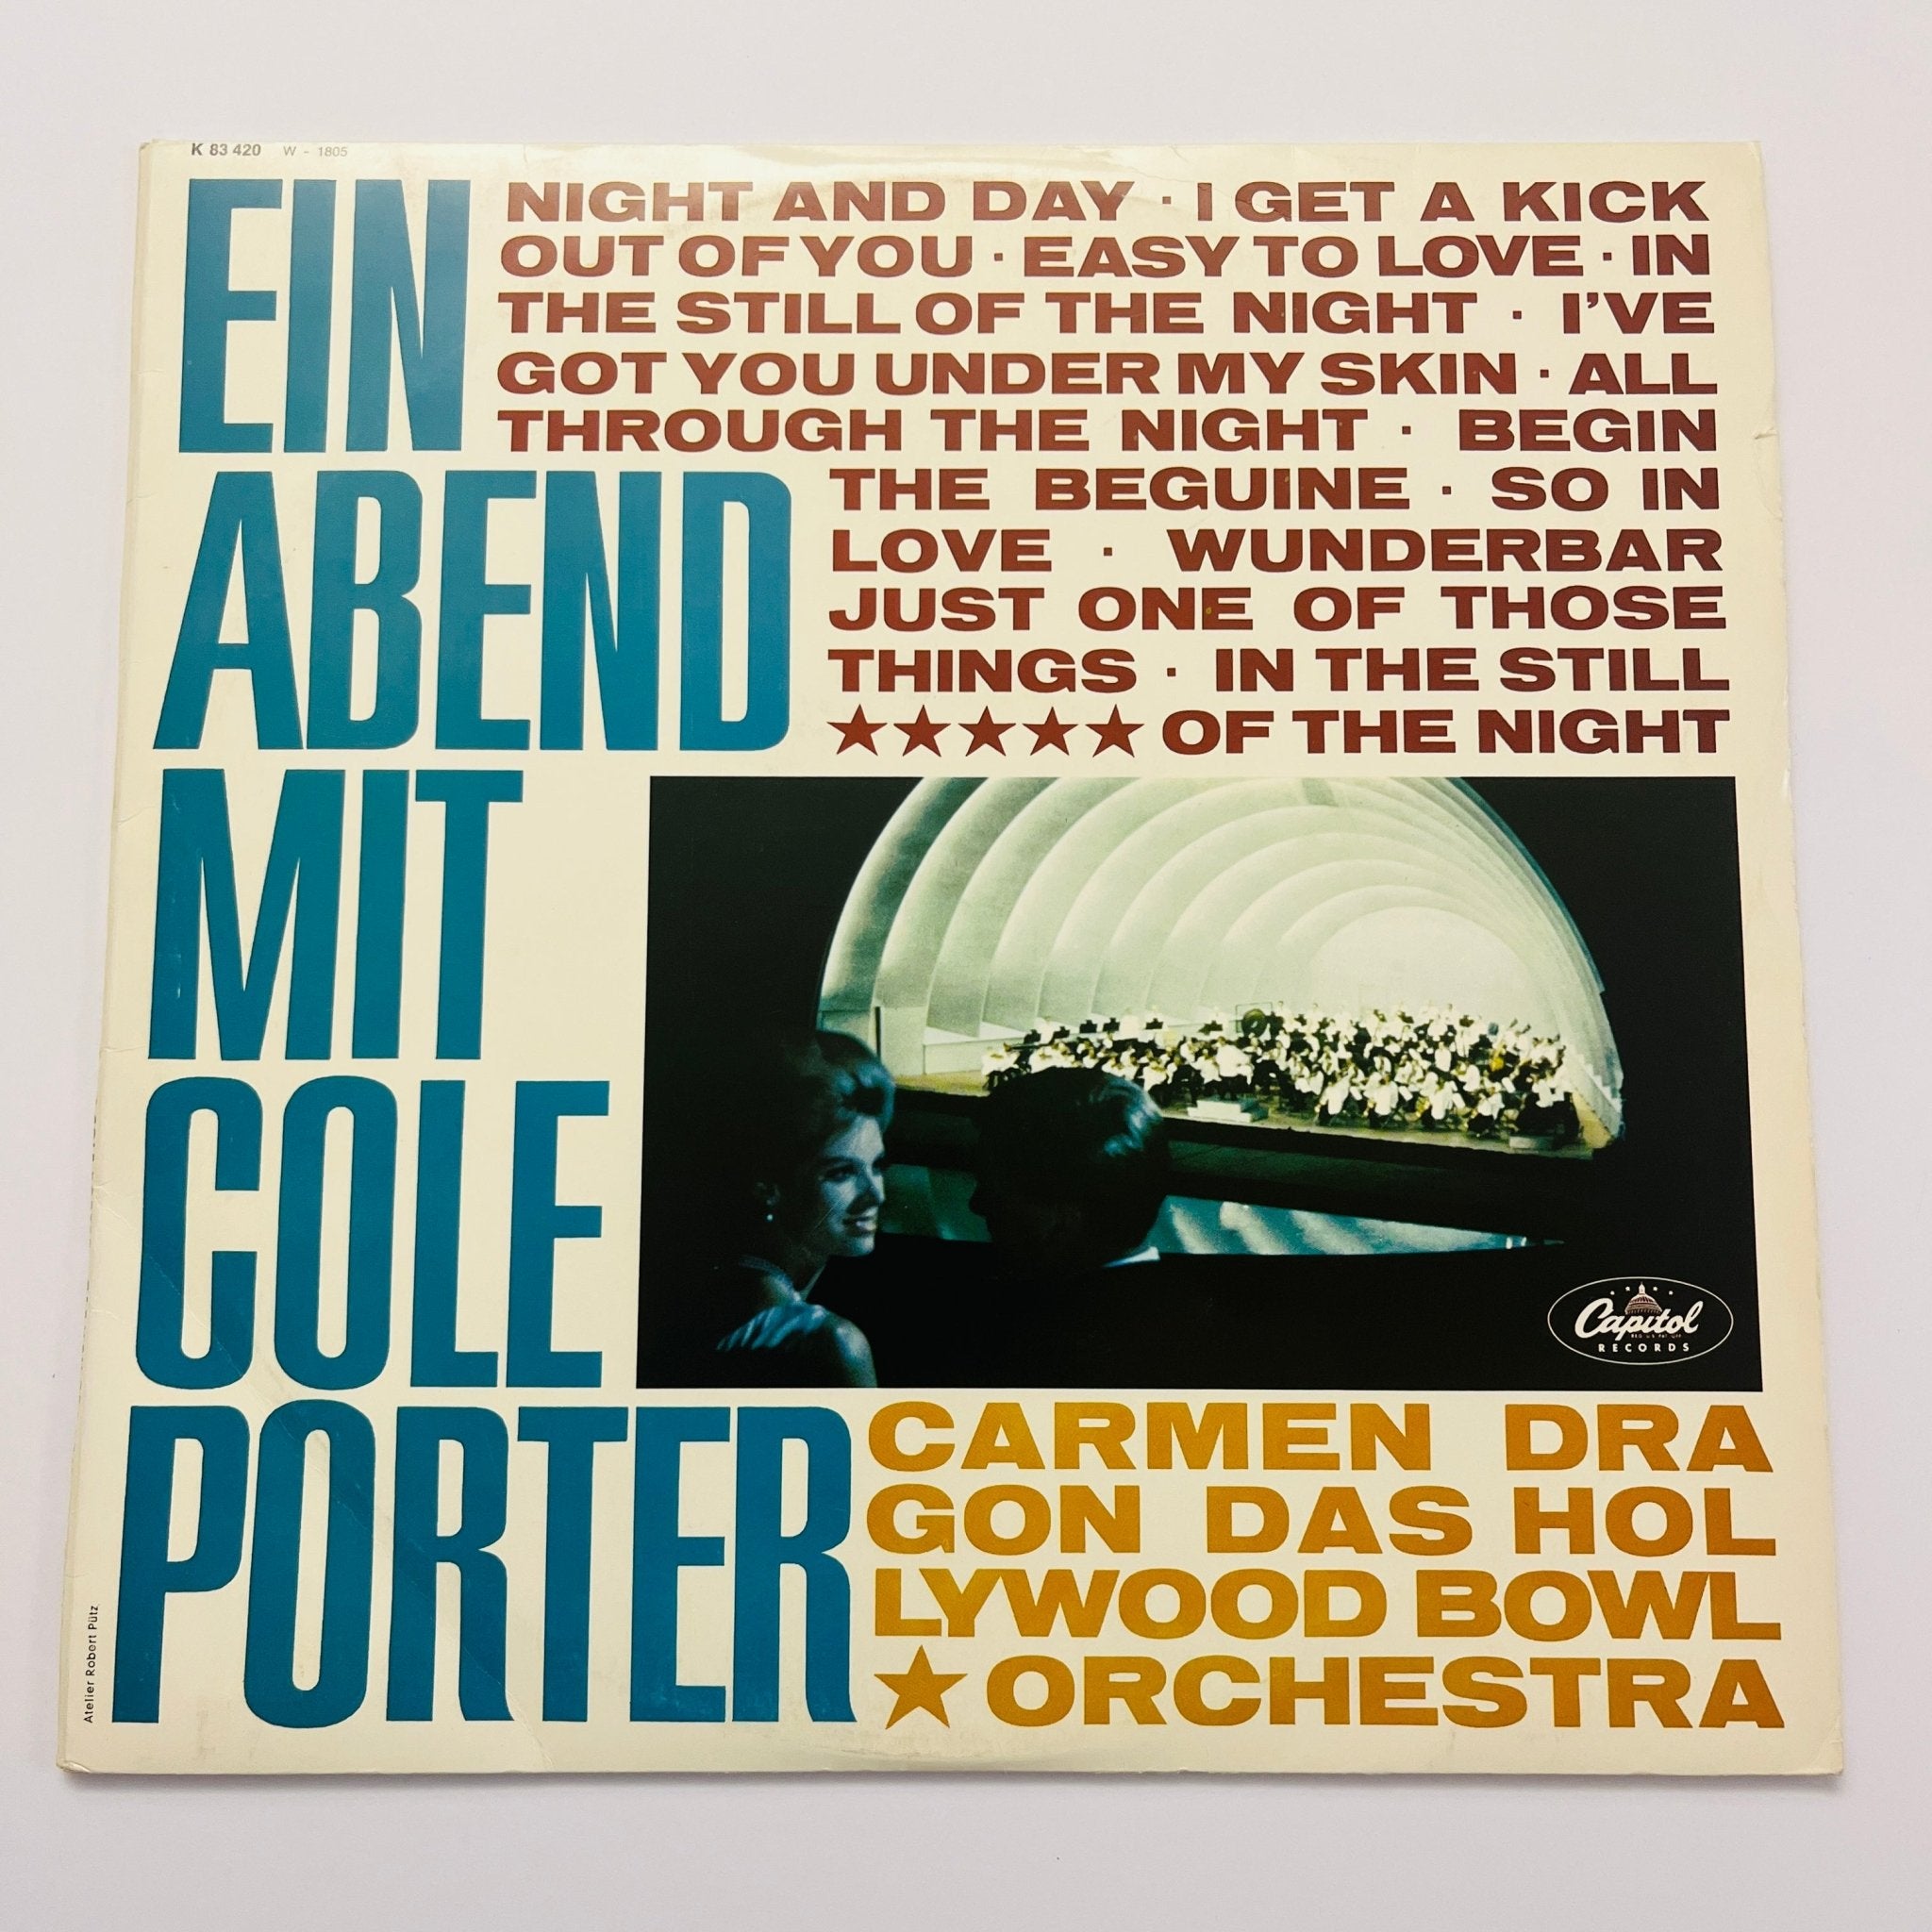 K 83 420 W - 1805
EIN
ABEND
MIT
COLE
PORTER
NIGHT AND DAY · I GET A KICK
OUT OF YOU · EASY TO LOVE · IN
THE STILL OF THE NIGHT · I'VE
GOT YOU UNDER MY SKIN · ALL
THROUGH THE NIGHT · BEGIN
THE BEGUINE · SO IN
LOVE · WUNDERBAR
JUST ONE OF THOSE
THINGS · IN THE STILL
★★★★★ OF THE NIGHT
Capitol
RECORDS
CARMEN DRA
GON DAS HOL
LYWOOD BOWL
★ ORCHESTRA
Atelier Robert Pütz